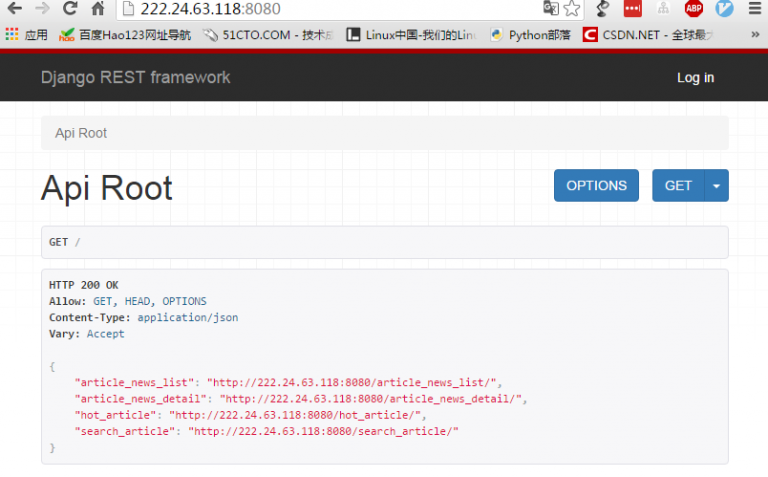 222.24.63.118:8080
应用 百度Hao123网址导航 51CTO.COM - 技术 Linux中国-我们的Linu Python部落 CSDN.NET - 全球最 »
Django REST framework Log in
Api Root
Api Root OPTIONS GET
GET /
HTTP 200 OK
Allow: GET, HEAD, OPTIONS
Content-Type: application/json
Vary: Accept
{
"article_news_list": "http://222.24.63.118:8080/article_news_list/",
"article_news_detail": "http://222.24.63.118:8080/article_news_detail/",
"hot_article": "http://222.24.63.118:8080/hot_article/",
"search_article": "http://222.24.63.118:8080/search_article/"
}